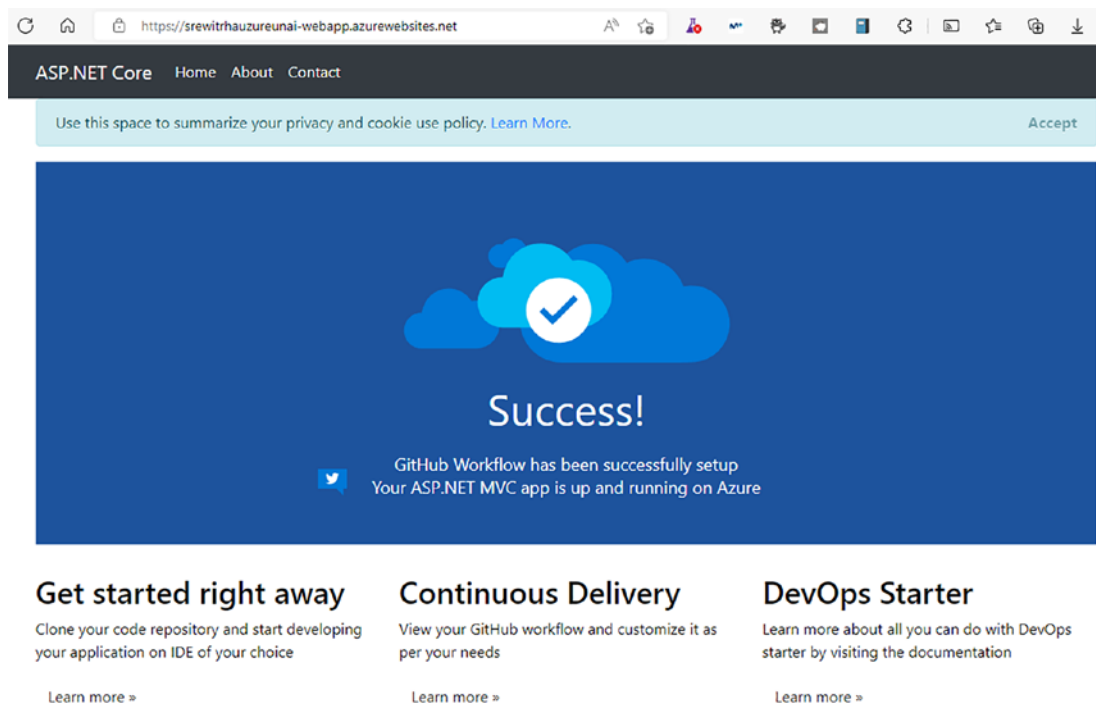 https://srewitrhauzureunai-webapp.azurewebsites.net
ASP.NET Core Home About Contact
Use this space to summarize your privacy and cookie use policy. Learn More. Accept
Success!
GitHub Workflow has been successfully setup
Your ASP.NET MVC app is up and running on Azure
Get started right away
Clone your code repository and start developing
your application on IDE of your choice
Learn more »
Continuous Delivery
View your GitHub workflow and customize it as
per your needs
Learn more »
DevOps Starter
Learn more about all you can do with DevOps
starter by visiting the documentation
Learn more »